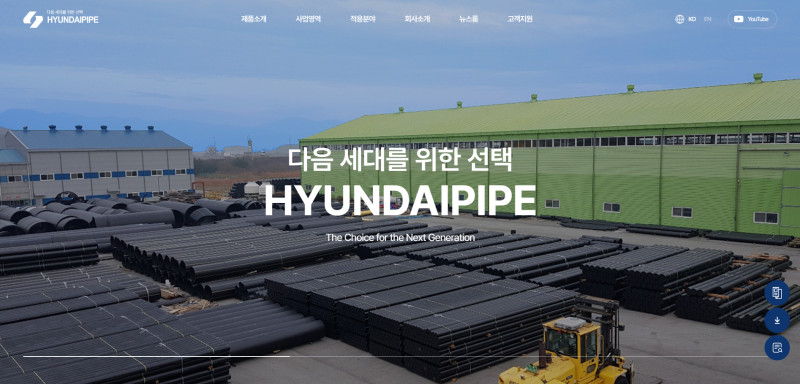 다음 세대를 위한 선택
HYUNDAIPIPE
제품소개
사업영역
적용분야
회사소개
뉴스룸
고객지원
KO
EN
YouTube
다음 세대를 위한 선택
HYUNDAIPIPE
The Choice for the Next Generation